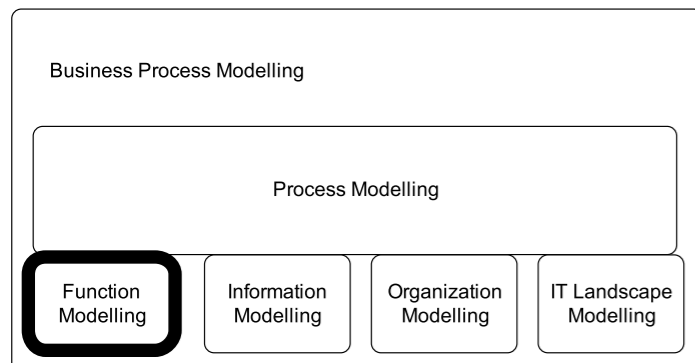 Business Process Modelling
Process Modelling
Function
Modelling
Information
Modelling
Organization
Modelling
IT Landscape
Modelling